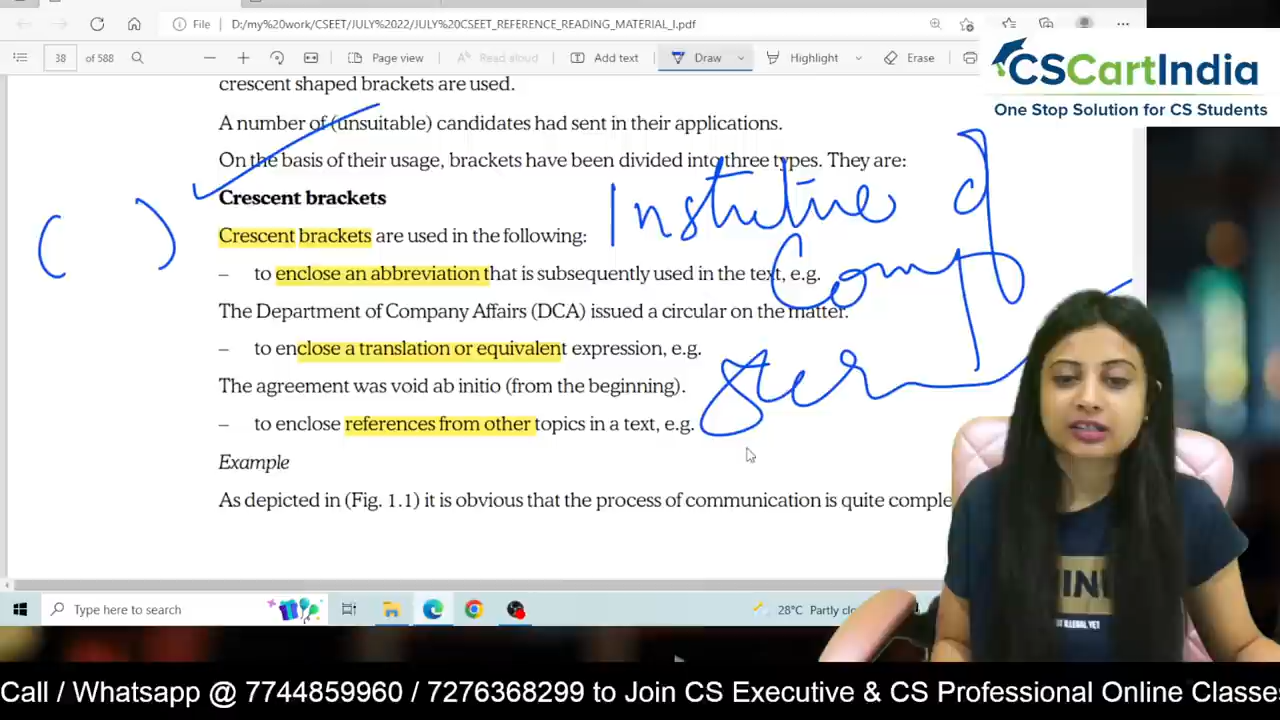 File
D:/my%20work/CSEET/JULY%2022/JULY%20CSEET_REFERENCE_READING_MATERIAL_I.pdf
38 of 588
Page view
Read aloud
Add text
Draw
Highlight
Erase
CSCartIndia
One Stop Solution for CS Students
crescent shaped brackets are used.
A number of (unsuitable) candidates had sent in their applications.
On the basis of their usage, brackets have been divided into three types. They are:
Crescent brackets
( )
Institute of
Crescent brackets are used in the following:
Comp
– to enclose an abbreviation that is subsequently used in the text, e.g.
The Department of Company Affairs (DCA) issued a circular on the matter.
– to enclose a translation or equivalent expression, e.g.
The agreement was void ab initio (from the beginning).
– to enclose references from other topics in a text, e.g.
Example
As depicted in (Fig. 1.1) it is obvious that the process of communication is quite comple
Type here to search
28°C Partly clo
Call / Whatsapp @ 7744859960 / 7276368299 to Join CS Executive & CS Professional Online Classes